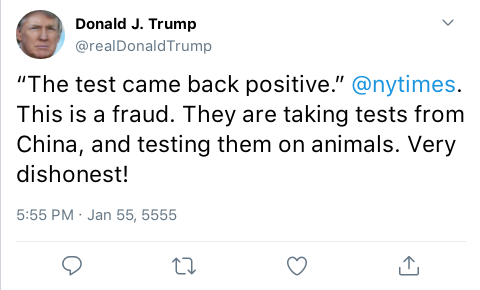 Donald J. Trump
@realDonaldTrump
“The test came back positive.” @nytimes.
This is a fraud. They are taking tests from
China, and testing them on animals. Very
dishonest!
5:55 PM · Jan 55, 5555